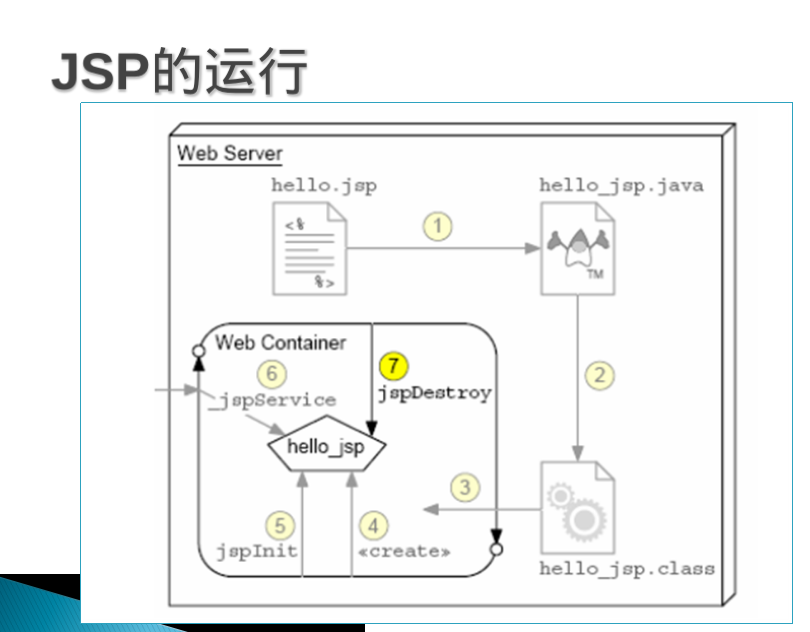 JSP的运行
Web Server
hello.jsp
hello_jsp.java
<%
%>
1
TM
Web Container
7
6
jspDestroy
2
_jspService
hello_jsp
3
5
4
jspInit
«create»
hello_jsp.class